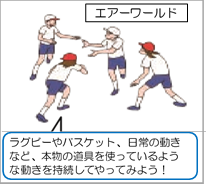 エアーワールド
ラグビーやバスケット、日常の動き
など、本物の道具を使っているよう
な動きを持続してやってみよう！